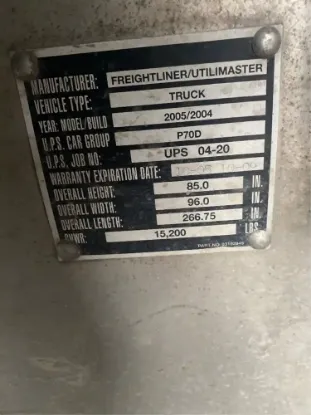 MANUFACTURER: FREIGHTLINER/UTILIMASTER
VEHICLE TYPE: TRUCK
YEAR: MODEL/BUILD 2005/2004
U.P.S. CAR GROUP P70D
U.P.S. JOB NO: UPS 04-20
WARRANTY EXPIRATION DATE:
OVERALL HEIGHT: 85.0 IN.
OVERALL WIDTH: 96.0 IN.
OVERALL LENGTH: 266.75 IN.
GVWR: 15,200 LBS
PART NO.